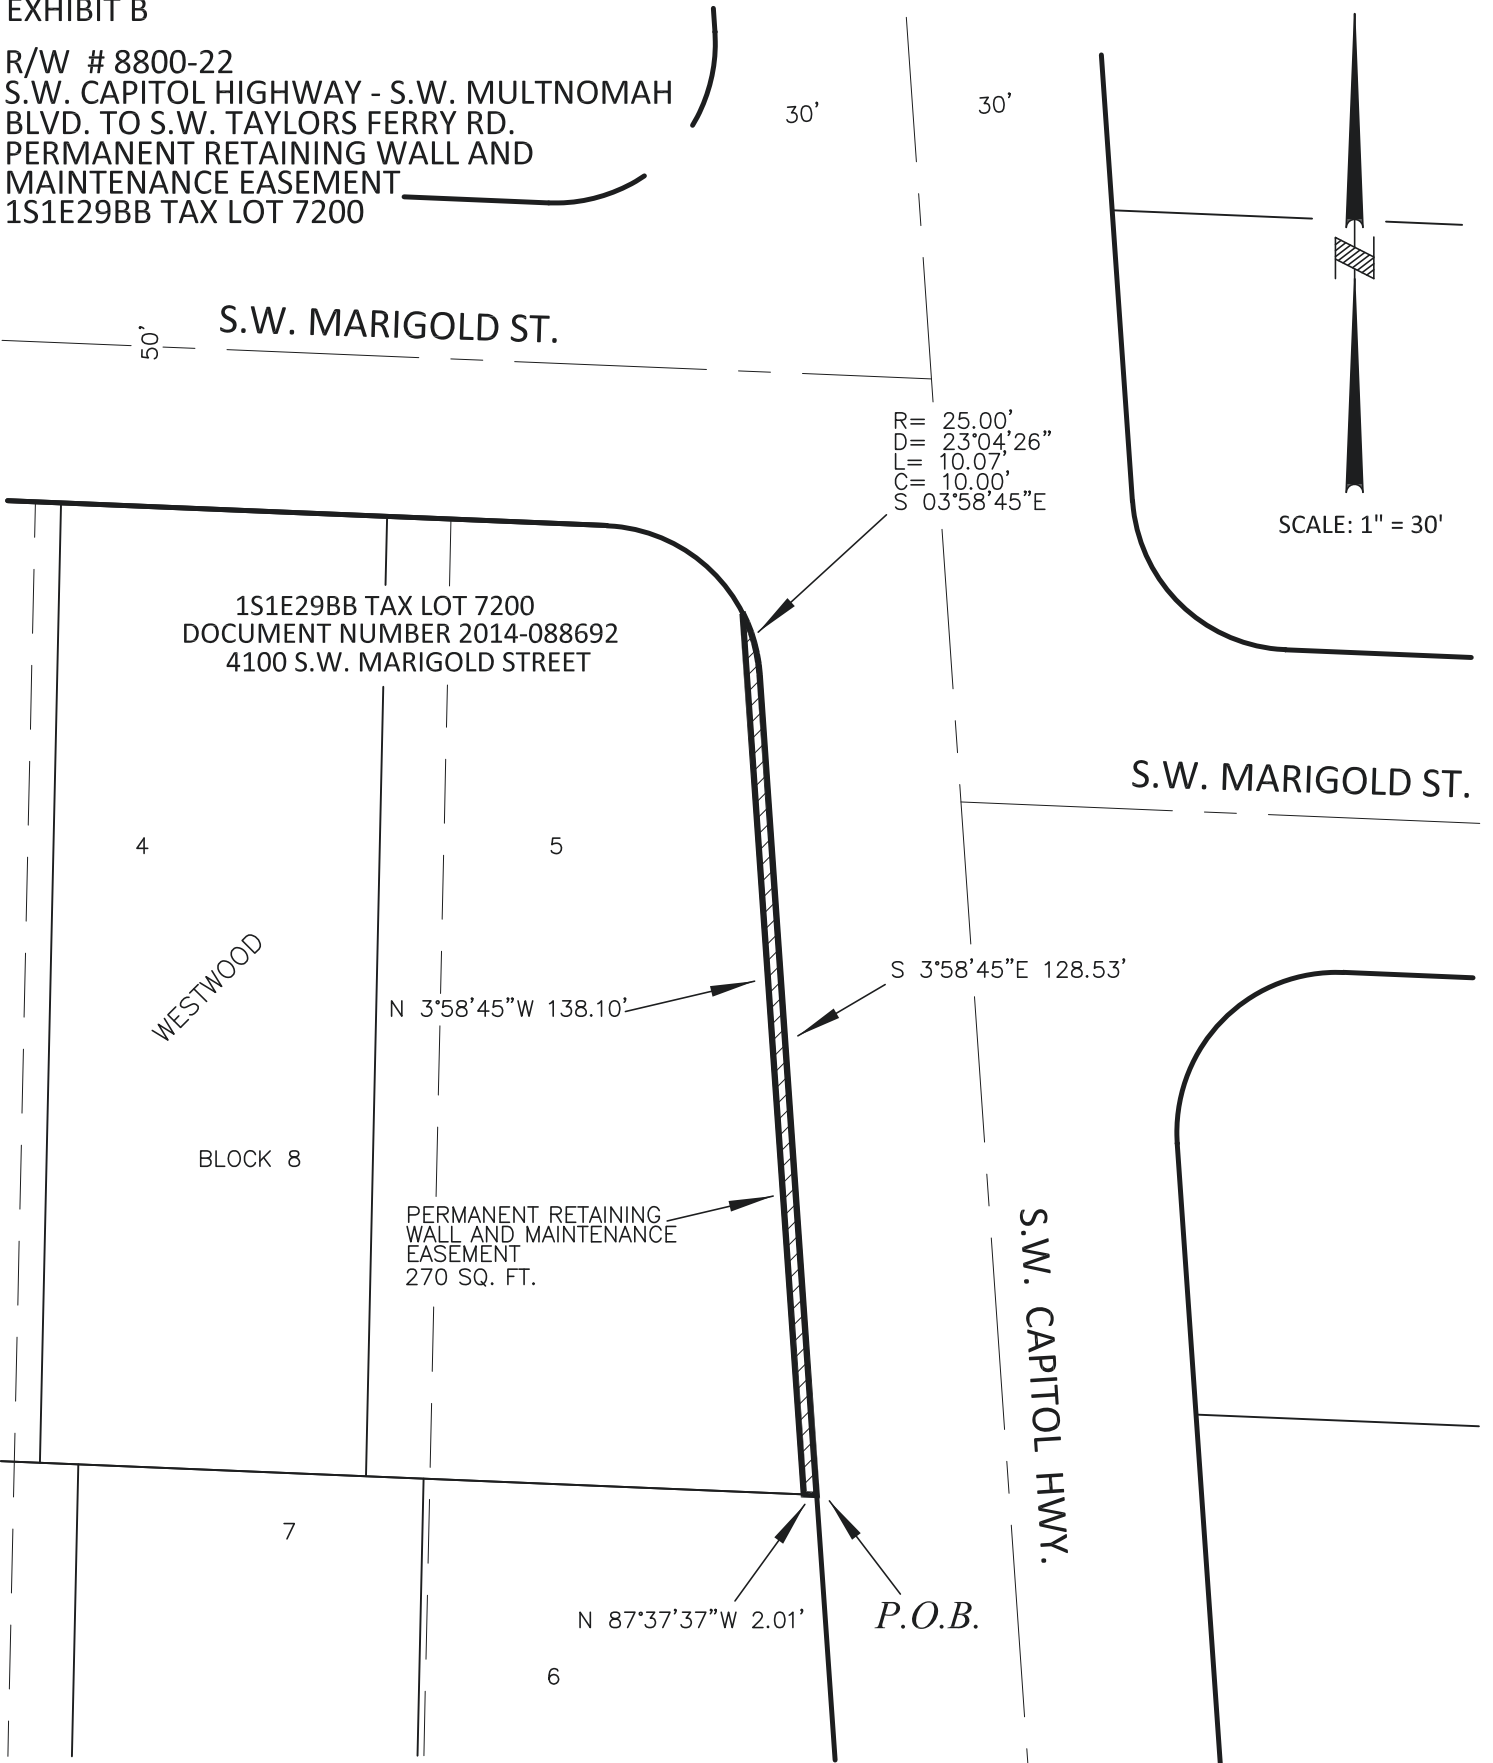 EXHIBIT B
R/W # 8800-22
S.W. CAPITOL HIGHWAY - S.W. MULTNOMAH
BLVD. TO S.W. TAYLORS FERRY RD.
PERMANENT RETAINING WALL AND
MAINTENANCE EASEMENT
1S1E29BB TAX LOT 7200
30'
30'
S.W. MARIGOLD ST.
50'
R= 25.00'
D= 23°04'26"
L= 10.07'
C= 10.00'
S 03°58'45"E
SCALE: 1" = 30'
1S1E29BB TAX LOT 7200
DOCUMENT NUMBER 2014-088692
4100 S.W. MARIGOLD STREET
S.W. MARIGOLD ST.
4
5
WESTWOOD
S 3°58'45"E 128.53'
N 3°58'45"W 138.10'
BLOCK 8
PERMANENT RETAINING
WALL AND MAINTENANCE
EASEMENT
270 SQ. FT.
S.W. CAPITOL HWY.
7
N 87°37'37"W 2.01'
P.O.B.
6